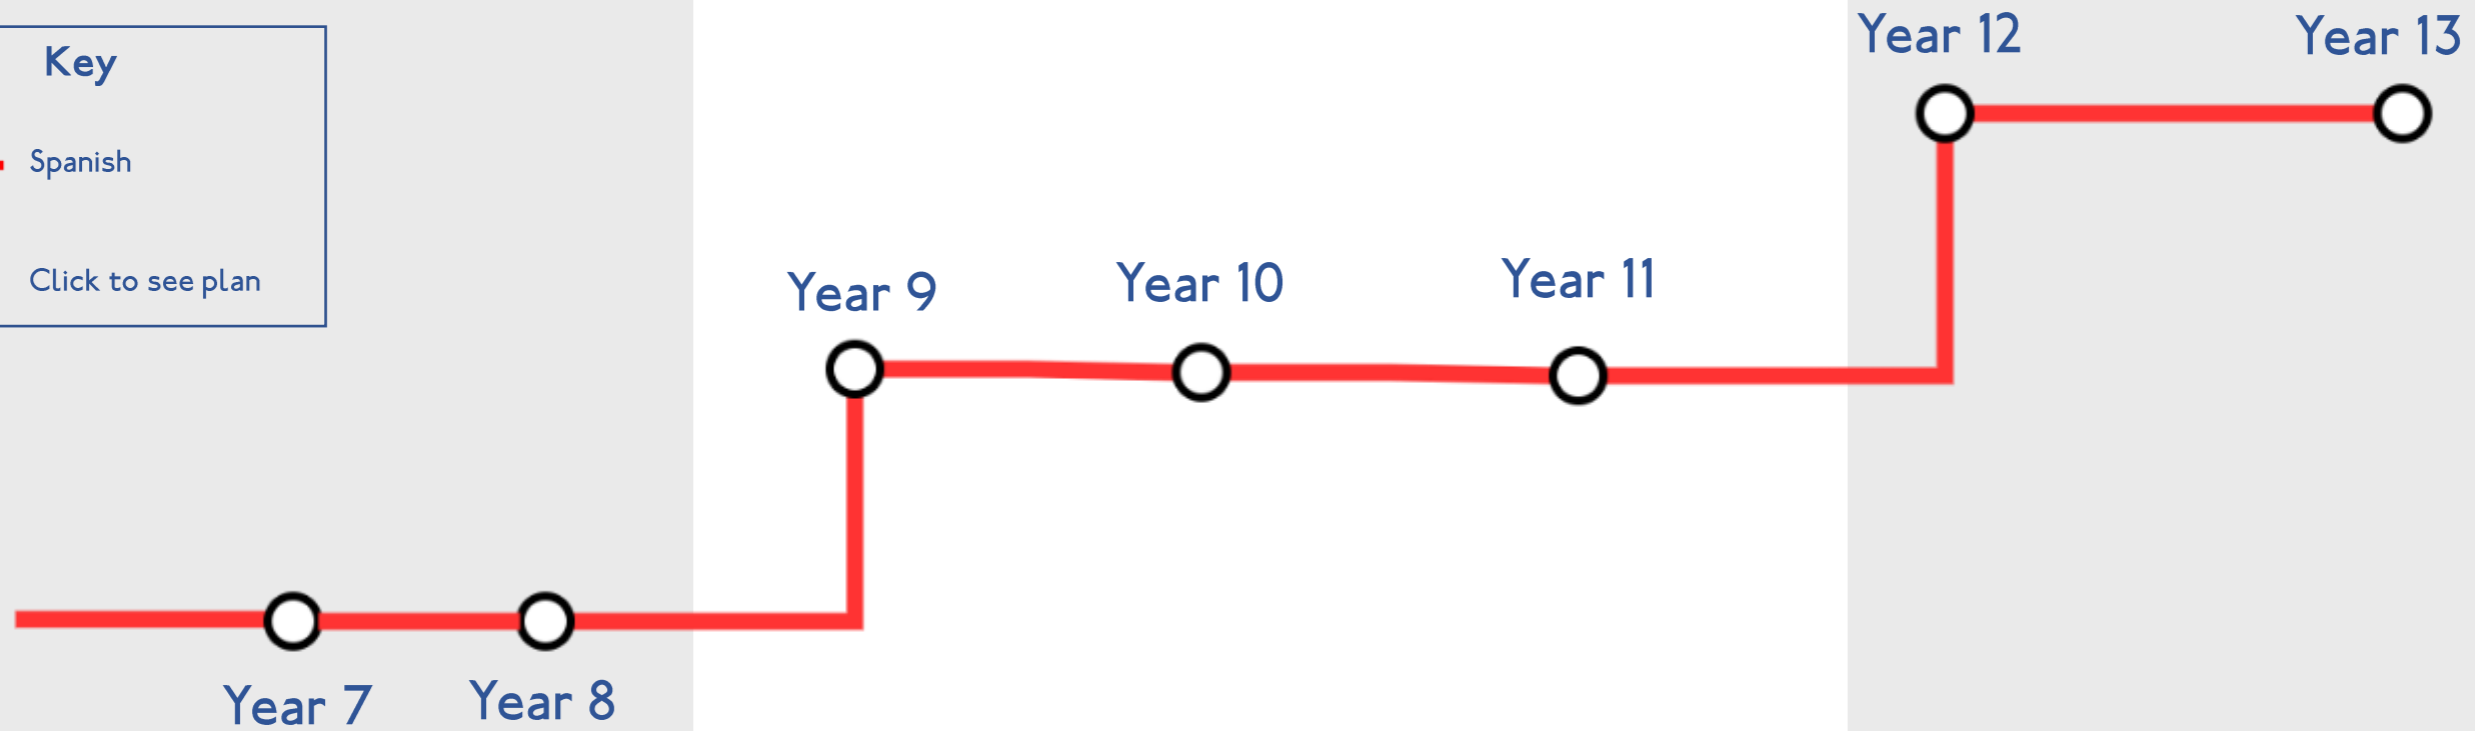 Key
Spanish
Click to see plan
Year 7
Year 8
Year 9
Year 10
Year 11
Year 12
Year 13